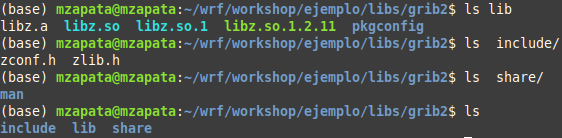 (base) mzapata@mzapata:~/wrf/workshop/ejemplo/libs/grib2$ ls lib
libz.a libz.so libz.so.1 libz.so.1.2.11 pkgconfig
(base) mzapata@mzapata:~/wrf/workshop/ejemplo/libs/grib2$ ls include/
zconf.h zlib.h
(base) mzapata@mzapata:~/wrf/workshop/ejemplo/libs/grib2$ ls share/
man
(base) mzapata@mzapata:~/wrf/workshop/ejemplo/libs/grib2$ ls
include lib share